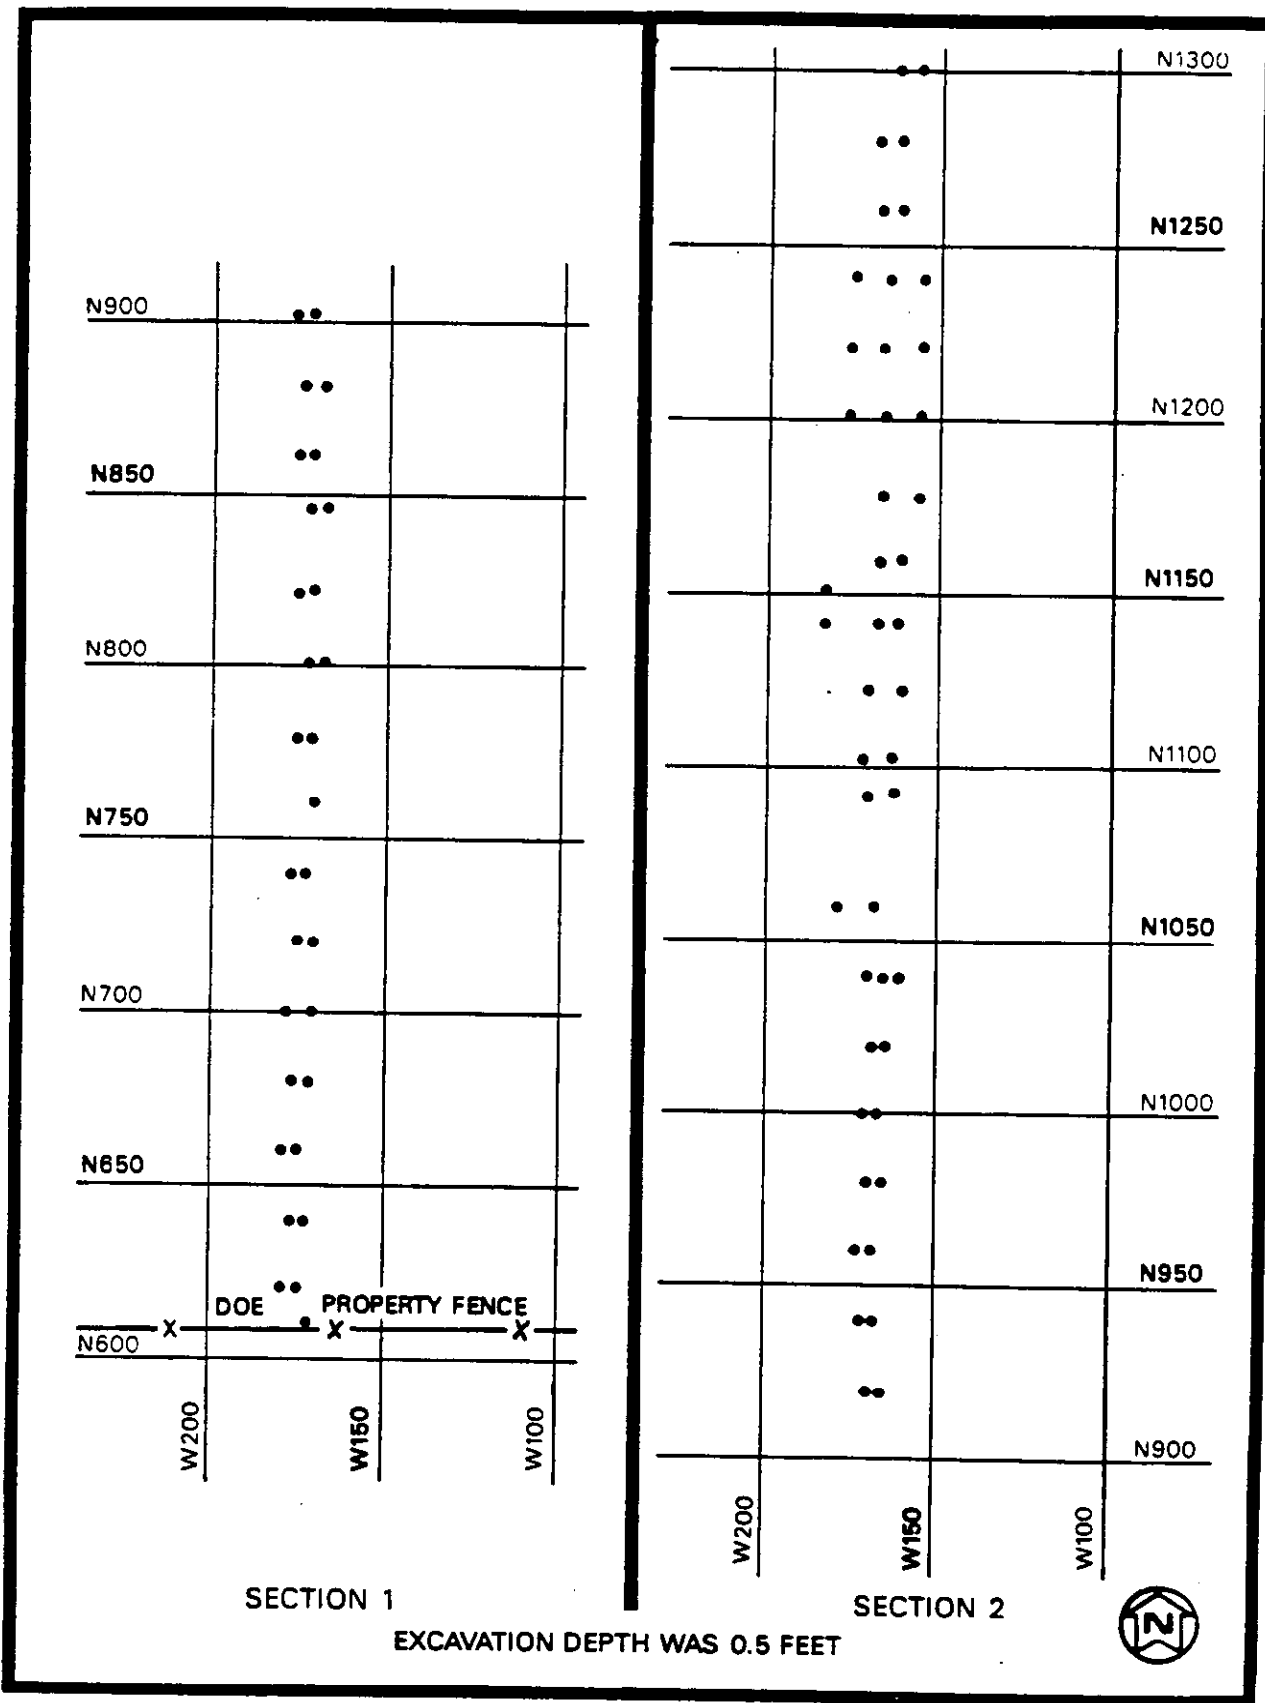 N900
N850
N800
N750
N700
N650
DOE PROPERTY FENCE
X X X
N600
W200 W150 W100
SECTION 1
N1300
N1250
N1200
N1150
N1100
N1050
N1000
N950
N900
W200 W150 W100
SECTION 2
N
EXCAVATION DEPTH WAS 0.5 FEET